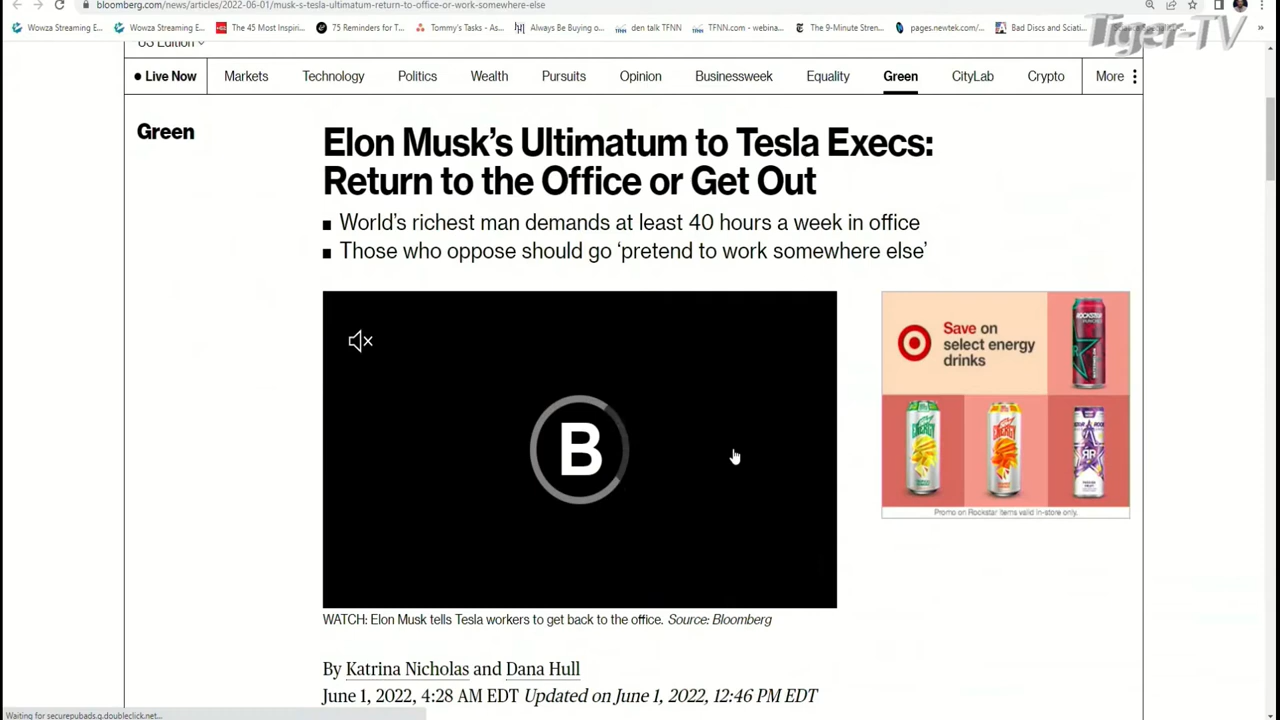 bloomberg.com/news/articles/2022-06-01/musk-s-tesla-ultimatum-return-to-office-or-work-somewhere-else
Wowza Streaming E... Wowza Streaming E... The 45 Most Inspiri... 75 Reminders for T... Tommy's Tasks - As... Always Be Buying o... den talk TFNN TFNN.com - webina... The 9-Minute Stren... pages.newtek.com/... Bad Discs and Sciati...
Tiger-TV
US Edition
Live Now Markets Technology Politics Wealth Pursuits Opinion Businessweek Equality Green CityLab Crypto More
Green
Elon Musk's Ultimatum to Tesla Execs:
Return to the Office or Get Out
World's richest man demands at least 40 hours a week in office
Those who oppose should go 'pretend to work somewhere else'
B
Save on
select energy
drinks
ROCKSTAR
ENERGY
ENERGY
Promo on Rockstar items valid in-store only.
WATCH: Elon Musk tells Tesla workers to get back to the office. Source: Bloomberg
By Katrina Nicholas and Dana Hull
June 1, 2022, 4:28 AM EDT Updated on June 1, 2022, 12:46 PM EDT
Waiting for securepubads.g.doubleclick.net...